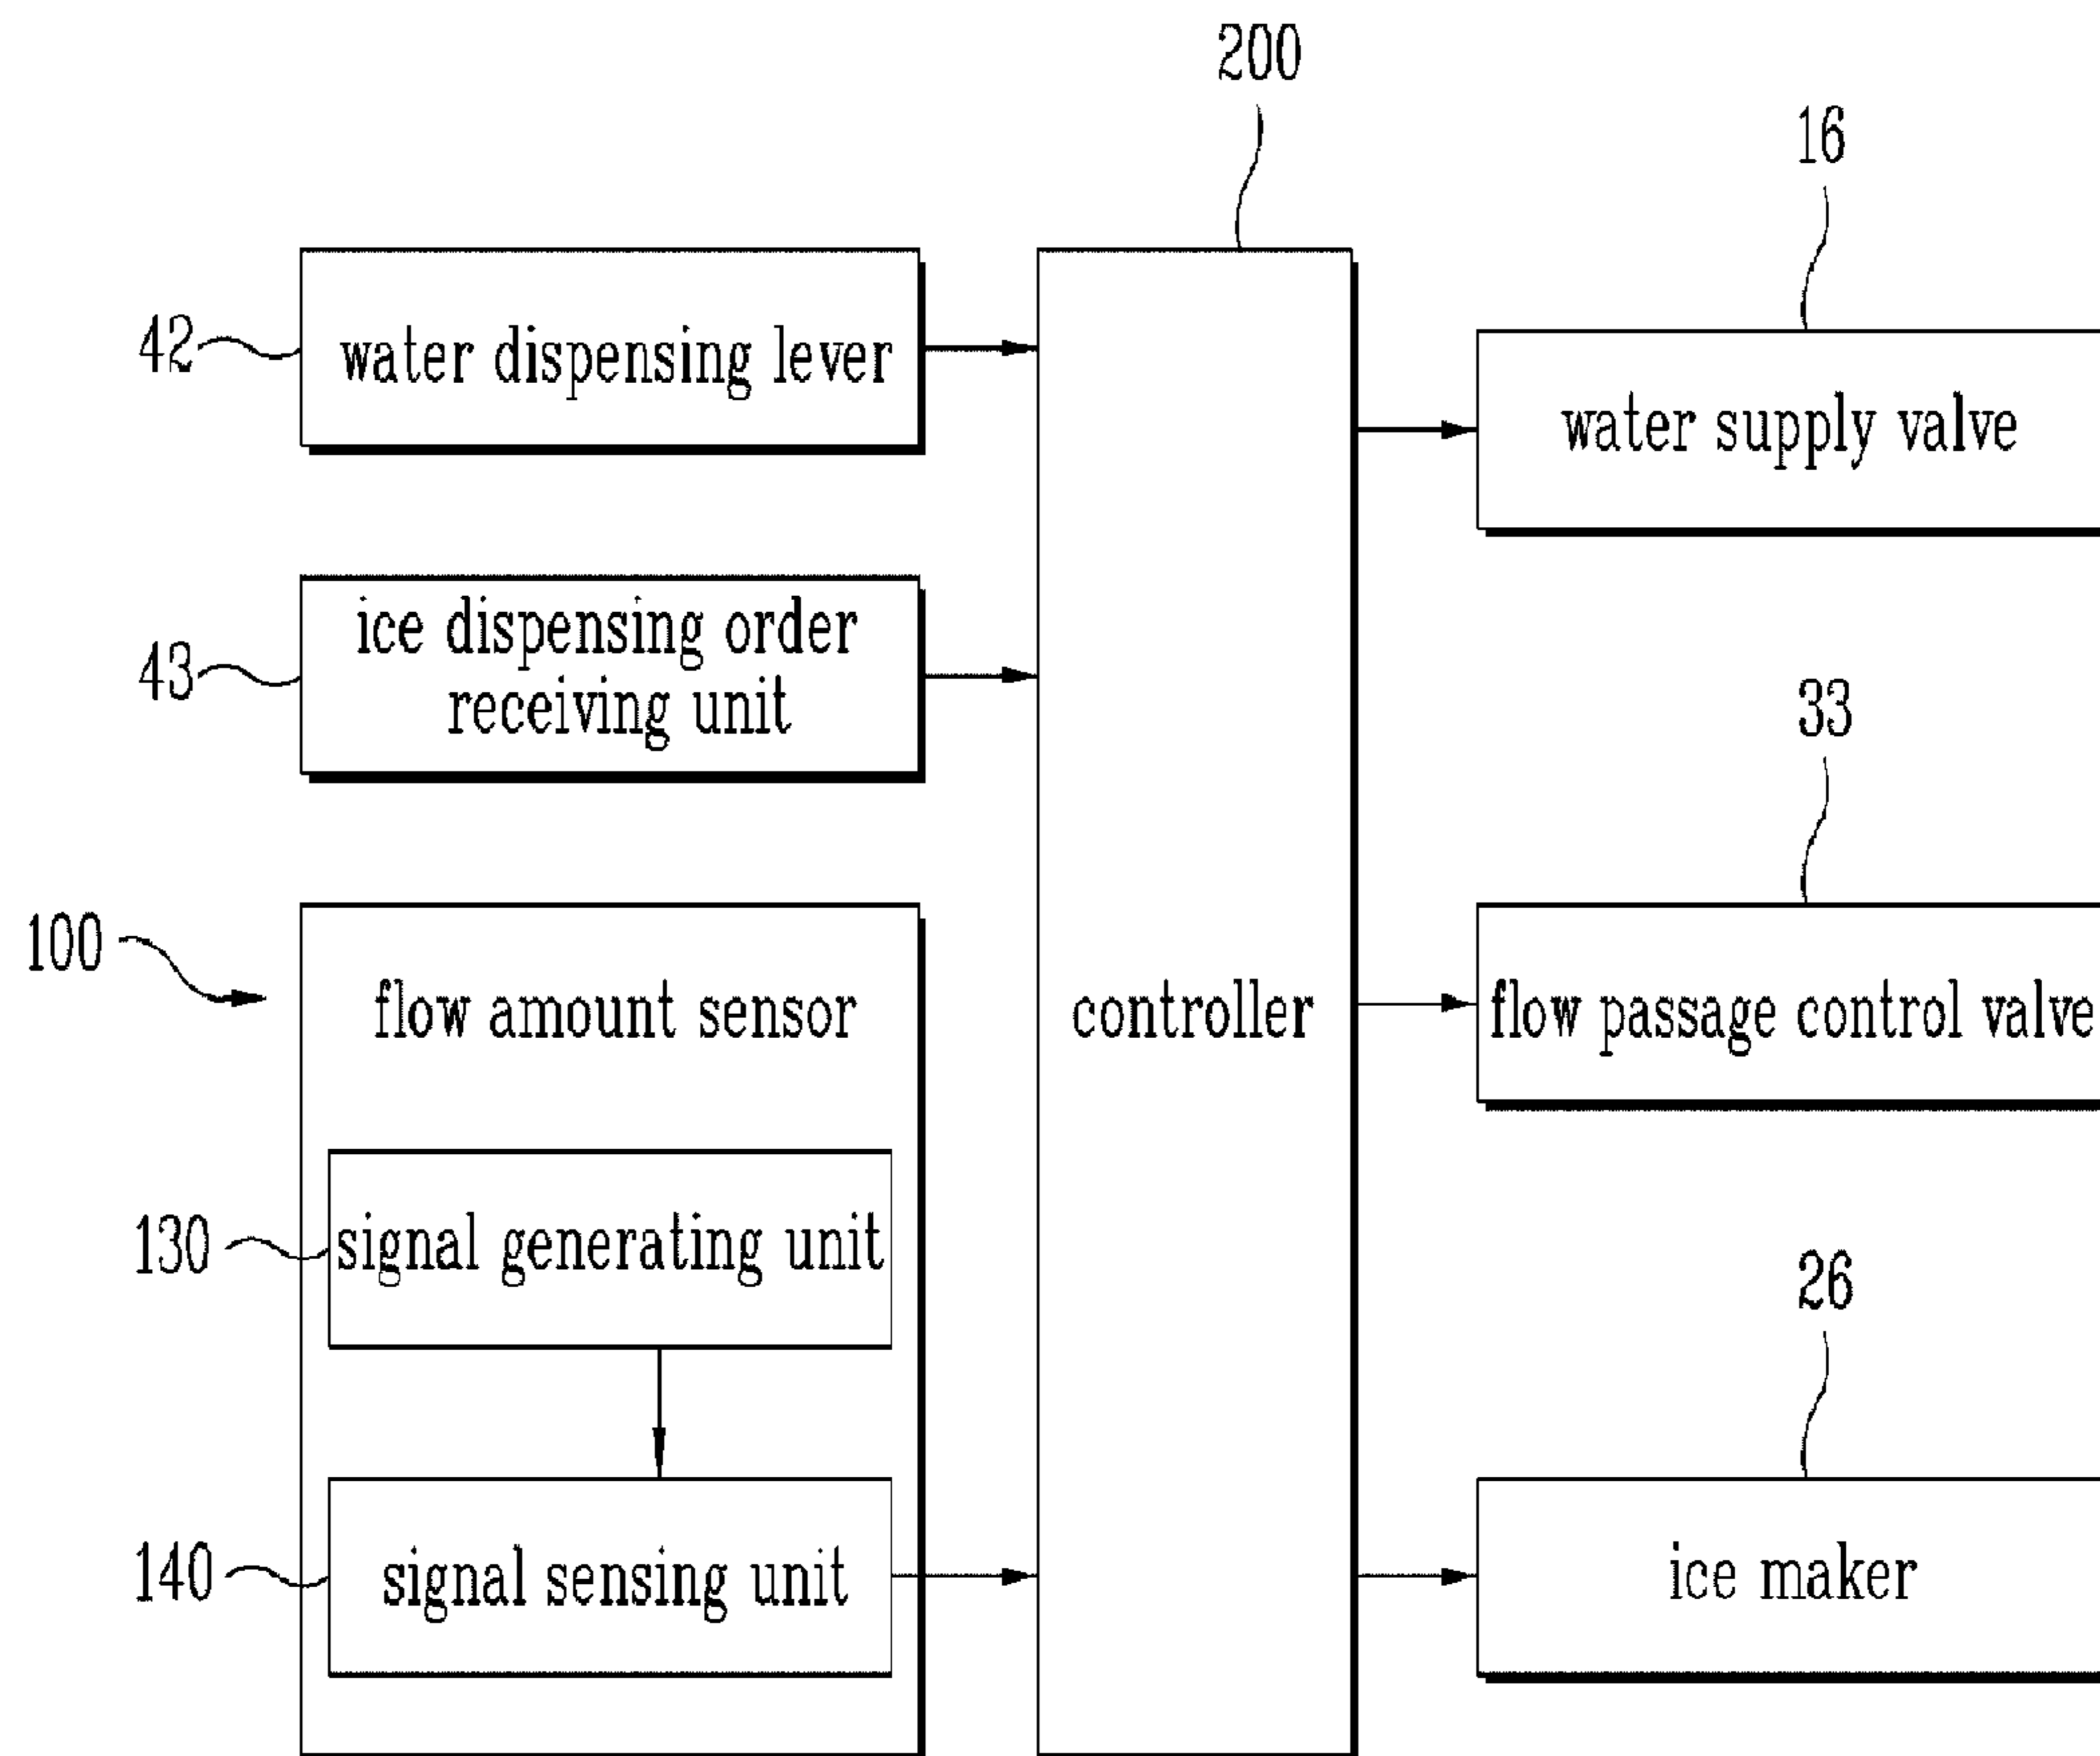 200
16
42
water dispensing lever
water supply valve
43
ice dispensing order
receiving unit
33
100
flow amount sensor
controller
flow passage control valve
130
signal generating unit
26
140
signal sensing unit
ice maker